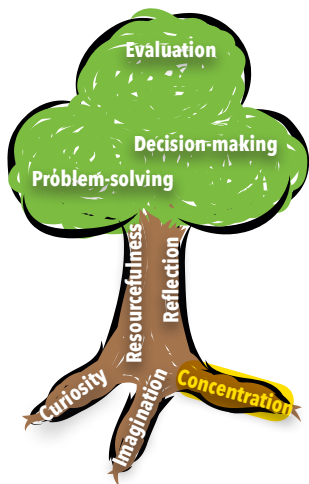 Evaluation
Decision-making
Problem-solving
Resourcefulness
Reflection
Curiosity
Imagination
Concentration